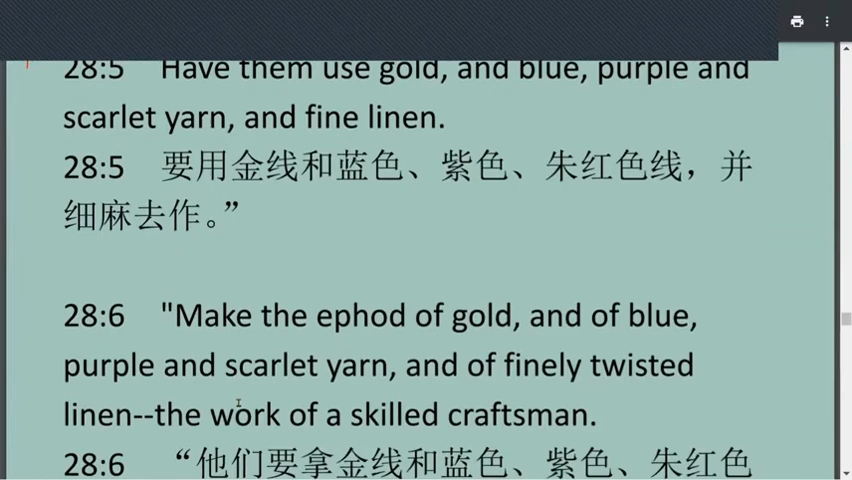 28:5 Have them use gold, and blue, purple and
scarlet yarn, and fine linen.
28:5 要用金线和蓝色、紫色、朱红色线，并
细麻去作。”
28:6 "Make the ephod of gold, and of blue,
purple and scarlet yarn, and of finely twisted
linen--the work of a skilled craftsman.
28:6 “他们要拿金线和蓝色、紫色、朱红色